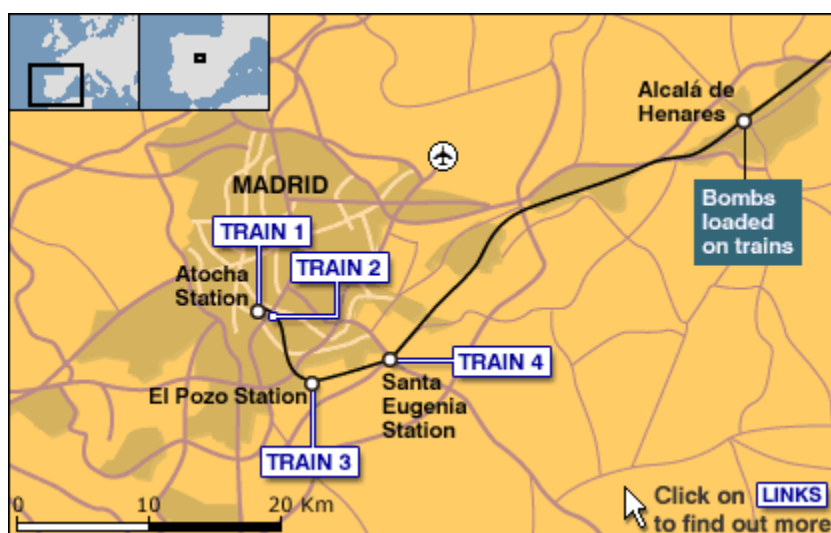 Alcalá de
Henares
Bombs
loaded
on trains
MADRID
TRAIN 1
TRAIN 2
Atocha
Station
TRAIN 4
El Pozo Station
Santa
Eugenia
Station
TRAIN 3
0 10 20 Km
Click on LINKS
to find out more